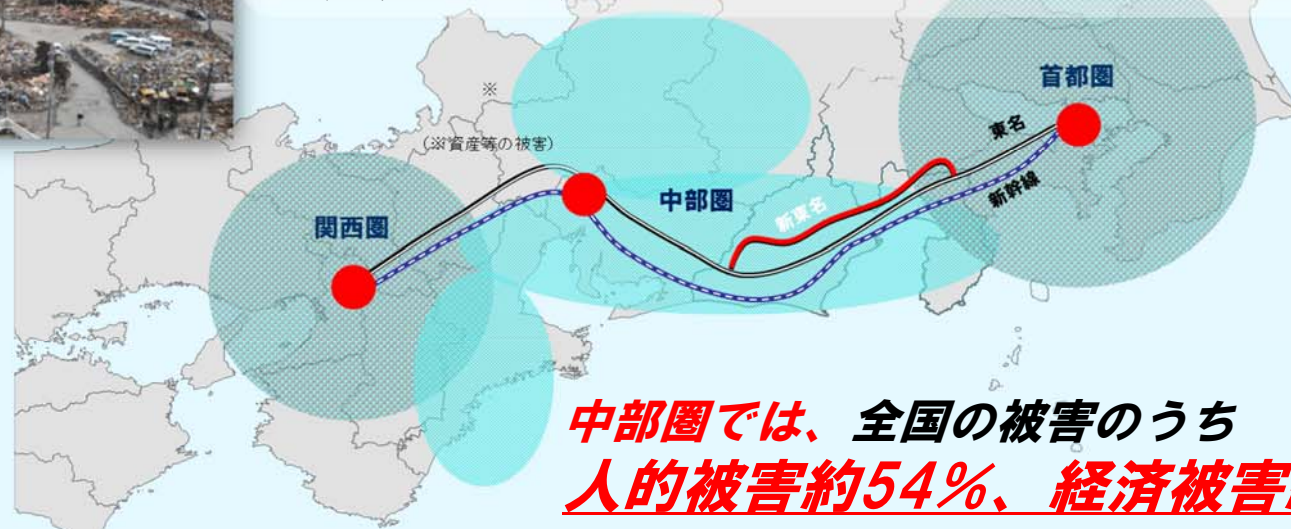 首都圏
東名
※
(※資産等の被害)
新幹線
中部圏
新東名
関西圏
中部圏では、全国の被害のうち
人的被害約54%、経済被害